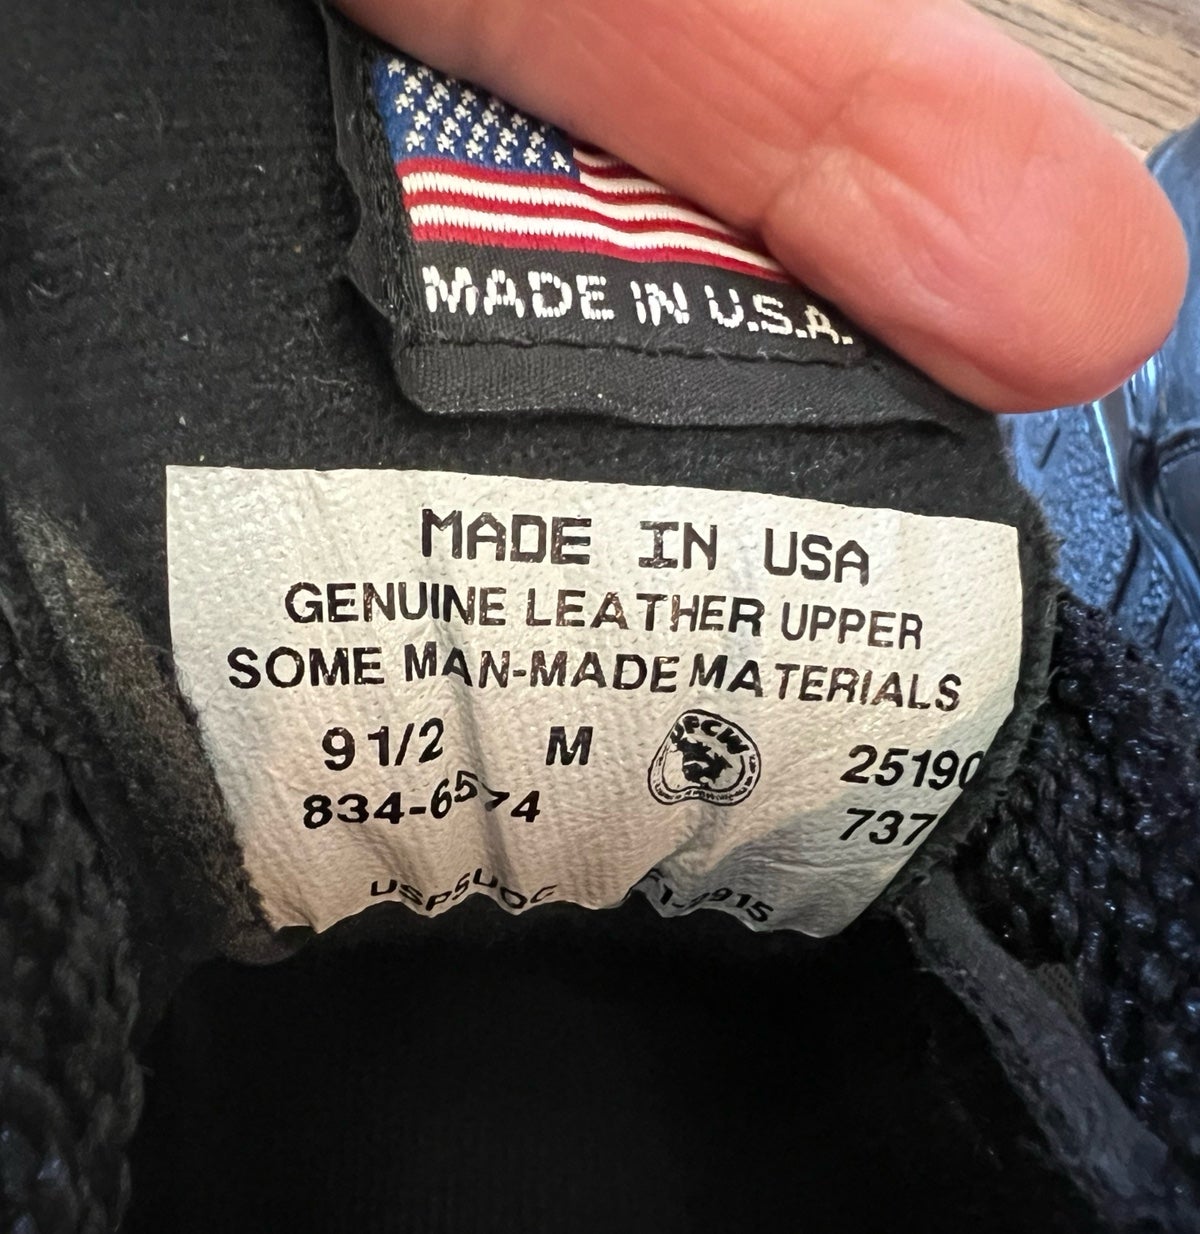 MADE IN U.S.A.
MADE IN USA
GENUINE LEATHER UPPER
SOME MAN-MADE MATERIALS
9 1/2 M UFCW 25190
834-6574 737